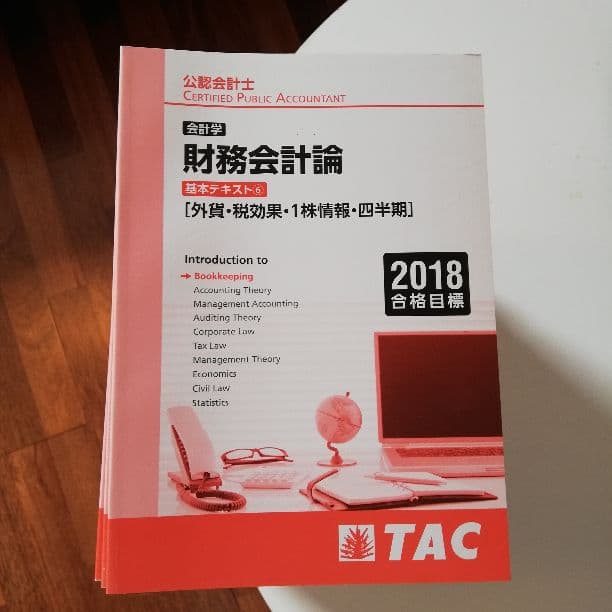 公認会計士
CERTIFIED PUBLIC ACCOUNTANT
会計学
財務会計論
基本テキスト⑥
[外貨・税効果・1株情報・四半期]
Introduction to
→ Bookkeeping
Accounting Theory
Management Accounting
Auditing Theory
Corporate Law
Tax Law
Management Theory
Economics
Civil Law
Statistics
2018
合格目標
TAC